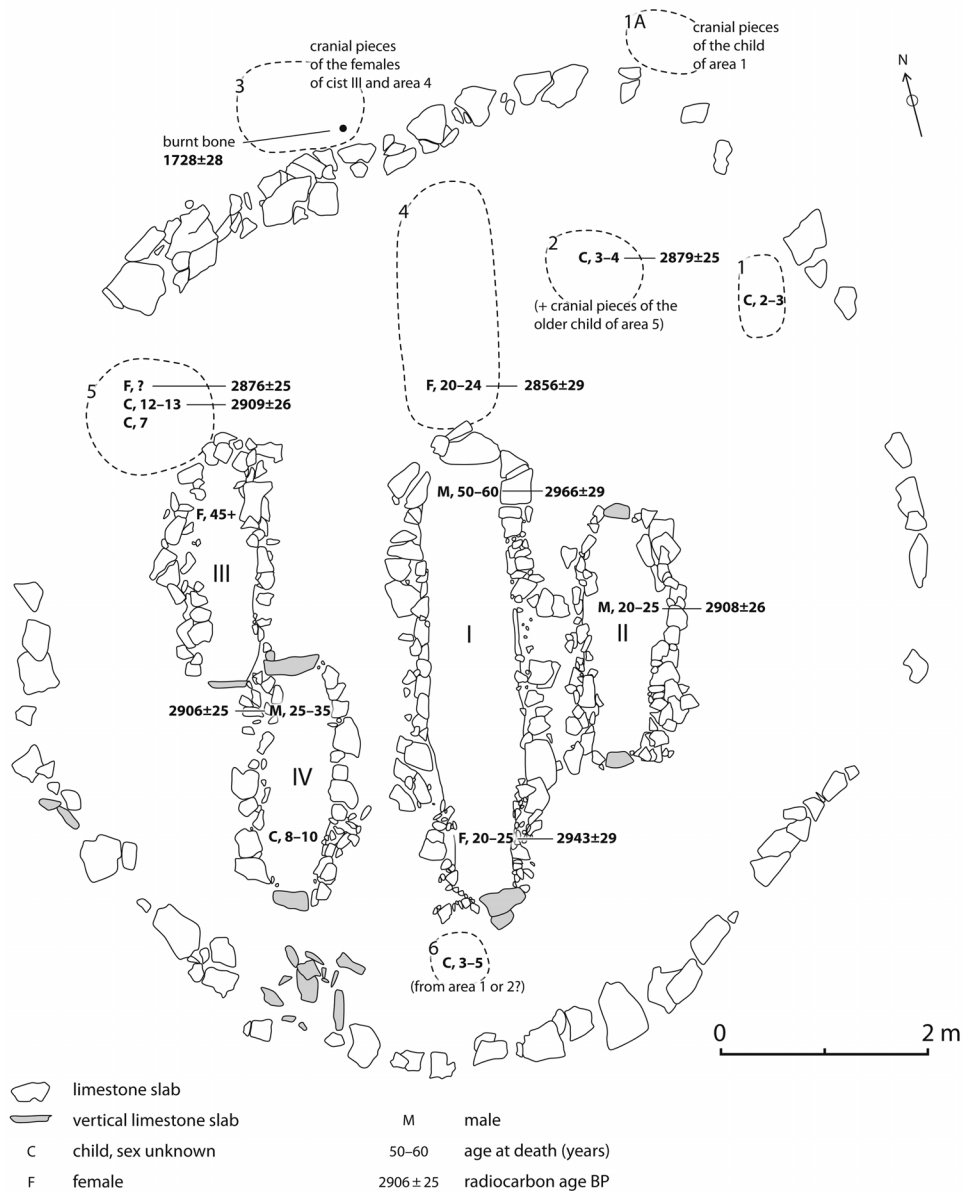 1A
cranial pieces
of the child
of area 1
cranial pieces
of the females
of cist III and area 4
3
N
burnt bone
1728±28
4
2
C, 3–4
2879±25
(+ cranial pieces of the
older child of area 5)
1
C, 2–3
5
F, ?
2876±25
C, 12–13
2909±26
C, 7
F, 20–24
2856±29
M, 50–60
2966±29
F, 45+
III
I
M, 20–25
2908±26
II
2906±25
M, 25–35
IV
C, 8–10
F, 20–25
2943±29
6
C, 3–5
(from area 1 or 2?)
0
2 m
limestone slab
vertical limestone slab
M
male
C
child, sex unknown
50–60
age at death (years)
F
female
2906 ± 25
radiocarbon age BP